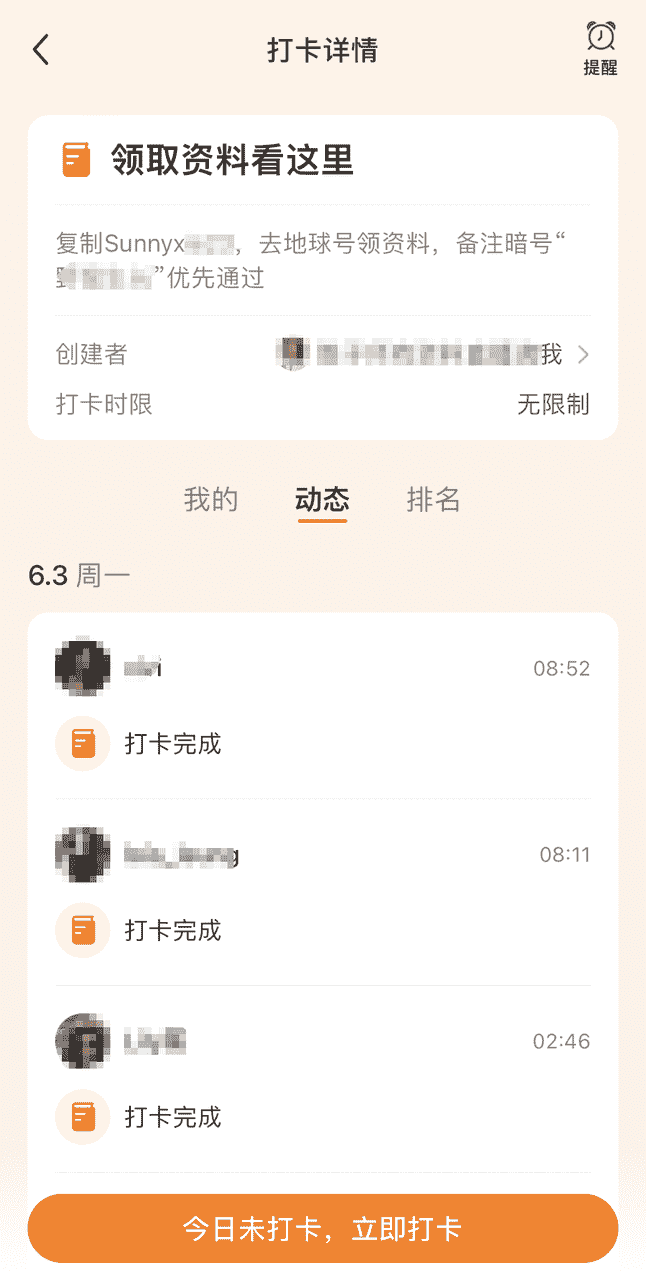 打卡详情
提醒
领取资料看这里
复制Sunnyx，去地球号领资料，备注暗号“
”优先通过
创建者 我
打卡时限 无限制
我的 动态 排名
6.3 周一
08:52
打卡完成
08:11
打卡完成
02:46
打卡完成
今日未打卡，立即打卡